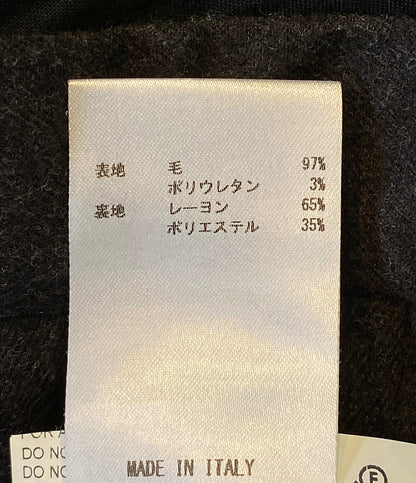 表地 毛 97%
ポリウレタン 3%
裏地 レーヨン 65%
ポリエステル 35%
FOR A
DO NO
DO NO
MADE IN ITALY
F